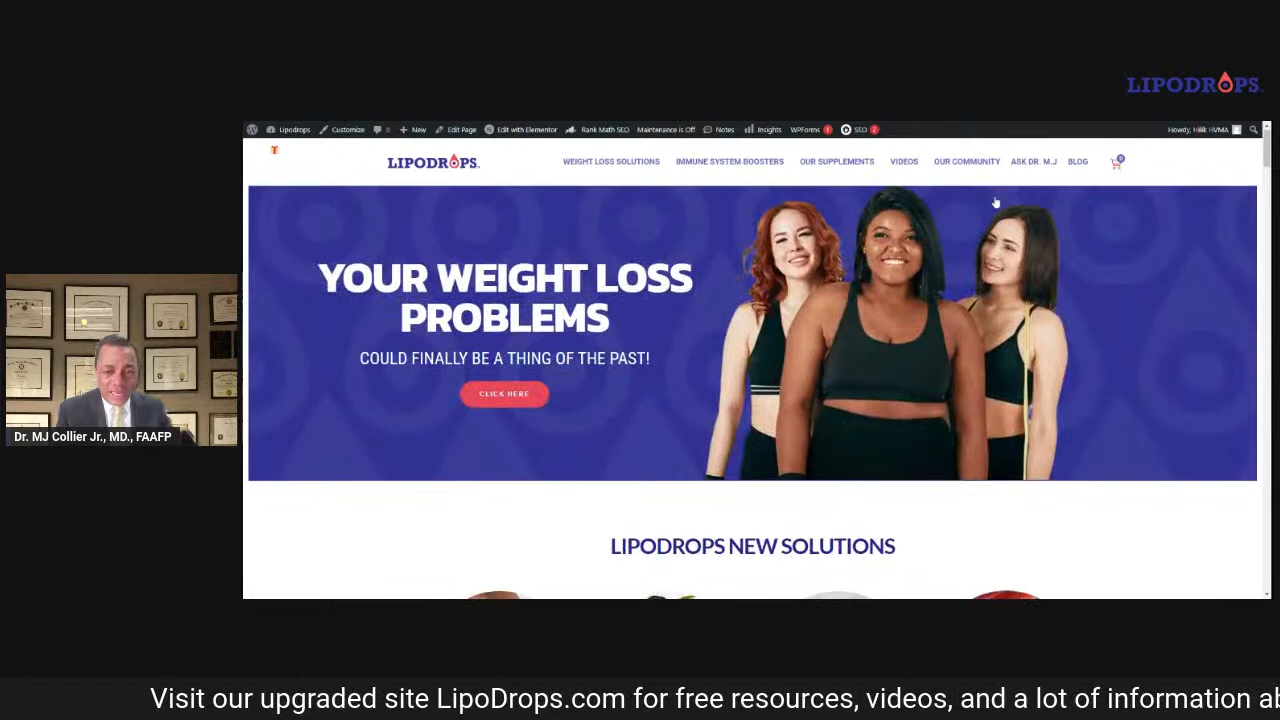 LIPODROPS
Lipodrops Customize 0 New Edit Page Edit with Elementor Rank Math SEO Maintenance is Off Notes Insights WPForms 1 SEO 2 Howdy, HVMA
LIPODROPS WEIGHT LOSS SOLUTIONS IMMUNE SYSTEM BOOSTERS OUR SUPPLEMENTS VIDEOS OUR COMMUNITY ASK DR. M.J BLOG 0
YOUR WEIGHT LOSS
PROBLEMS
COULD FINALLY BE A THING OF THE PAST!
CLICK HERE
Dr. MJ Collier Jr., MD., FAAFP
LIPODROPS NEW SOLUTIONS
Visit our upgraded site LipoDrops.com for free resources, videos, and a lot of information